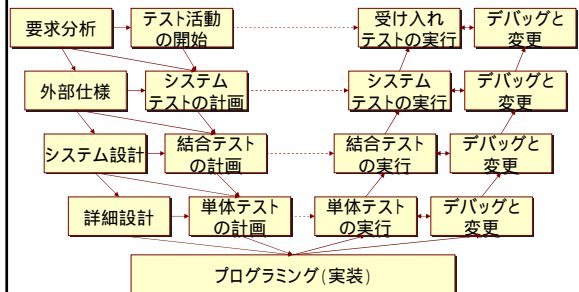 要求分析
テスト活動
の開始
受け入れ
テストの実行
デバッグと
変更
外部仕様
システム
テストの計画
システム
テストの実行
デバッグと
変更
システム設計
結合テスト
の計画
結合テスト
の実行
デバッグと
変更
詳細設計
単体テスト
の計画
単体テスト
の実行
デバッグと
変更
プログラミング(実装)